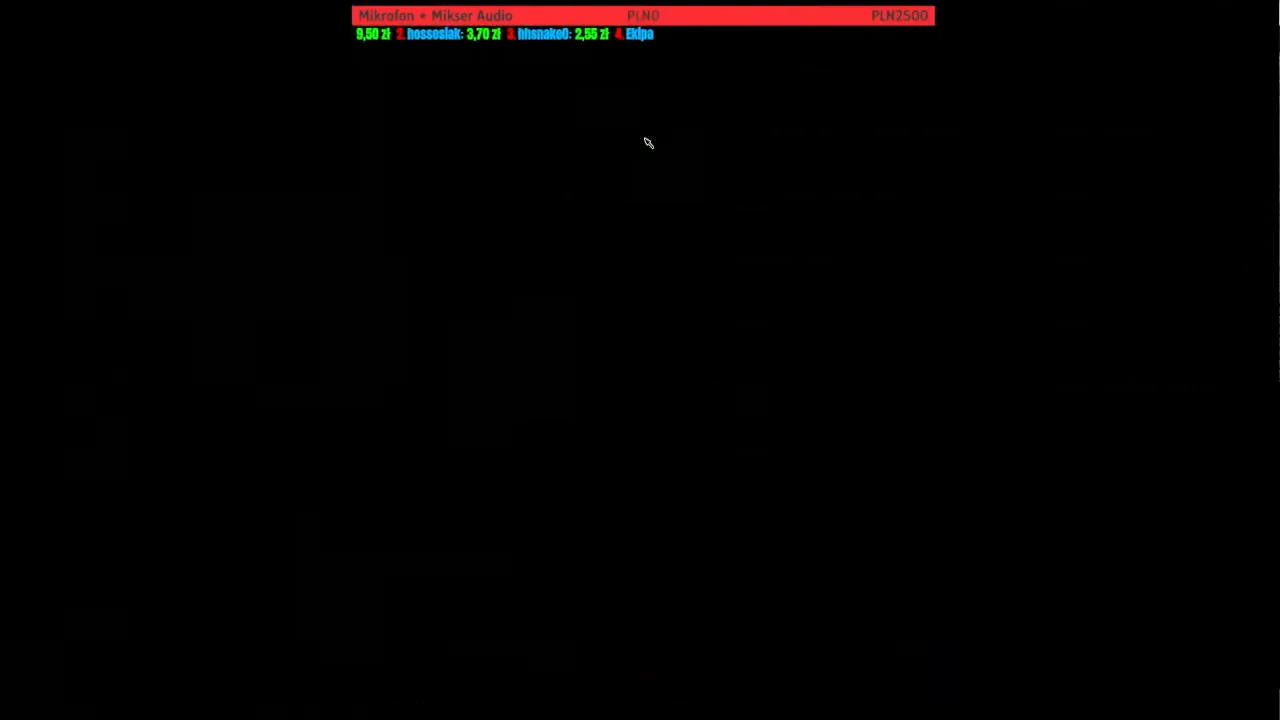 Mikrofon + Mikser Audio PLN0 PLN2500
9,50 zł 2. hossosiak: 3,70 zł 3. hhsnake0: 2,55 zł 4. Ekipa